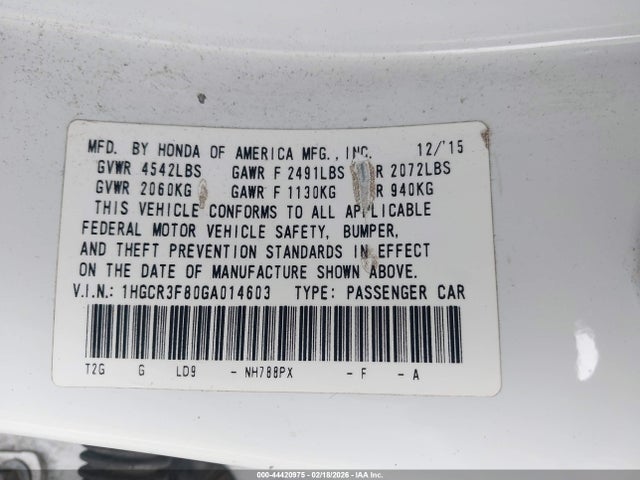 MFD. BY HONDA OF AMERICA MFG., INC. 12/'15
GVWR 4542LBS GAWR F 2491LBS R 2072LBS
GVWR 2060KG GAWR F 1130KG R 940KG
THIS VEHICLE CONFORMS TO ALL APPLICABLE
FEDERAL MOTOR VEHICLE SAFETY, BUMPER,
AND THEFT PREVENTION STANDARDS IN EFFECT
ON THE DATE OF MANUFACTURE SHOWN ABOVE.
V.I.N.: 1HGCR3F80GA014603 TYPE: PASSENGER CAR
T2G G LD9 - NH788PX - F - A
000-44420975 - 02/18/2026 - IAA Inc.